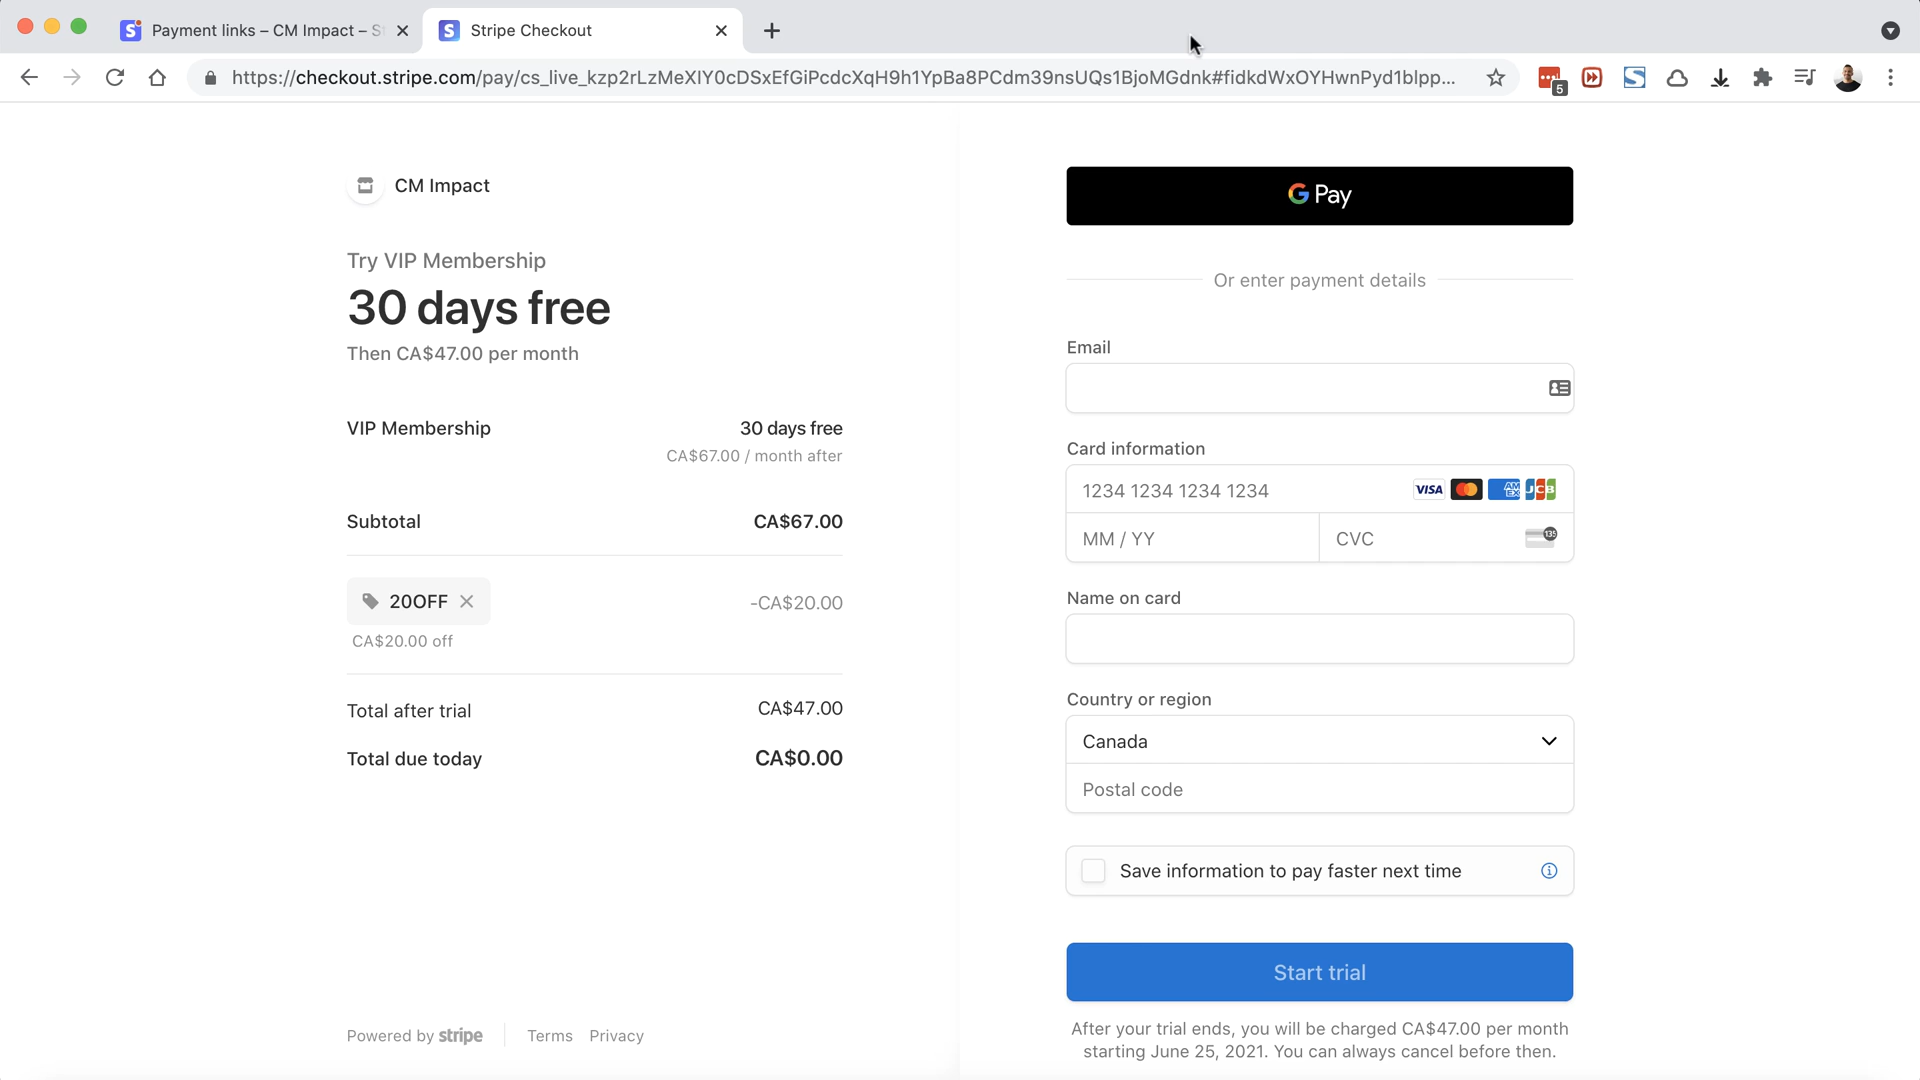 Payment links – CM Impact – S
Stripe Checkout
https://checkout.stripe.com/pay/cs_live_kzp2rLzMeXIY0cDSxEfGiPcdcXqH9h1YpBa8PCdm39nsUQs1BjoMGdnk#fidkdWxOYHwnPyd1blpp...
5
CM Impact
Try VIP Membership
30 days free
Then CA$47.00 per month
VIP Membership
30 days free
CA$67.00 / month after
Subtotal
CA$67.00
20OFF
-CA$20.00
CA$20.00 off
Total after trial
CA$47.00
Total due today
CA$0.00
Powered by stripe
Terms
Privacy
G Pay
Or enter payment details
Email
Card information
1234 1234 1234 1234
VISA
AMEX
JCB
MM / YY
CVC
135
Name on card
Country or region
Canada
Postal code
Save information to pay faster next time
Start trial
After your trial ends, you will be charged CA$47.00 per month
starting June 25, 2021. You can always cancel before then.